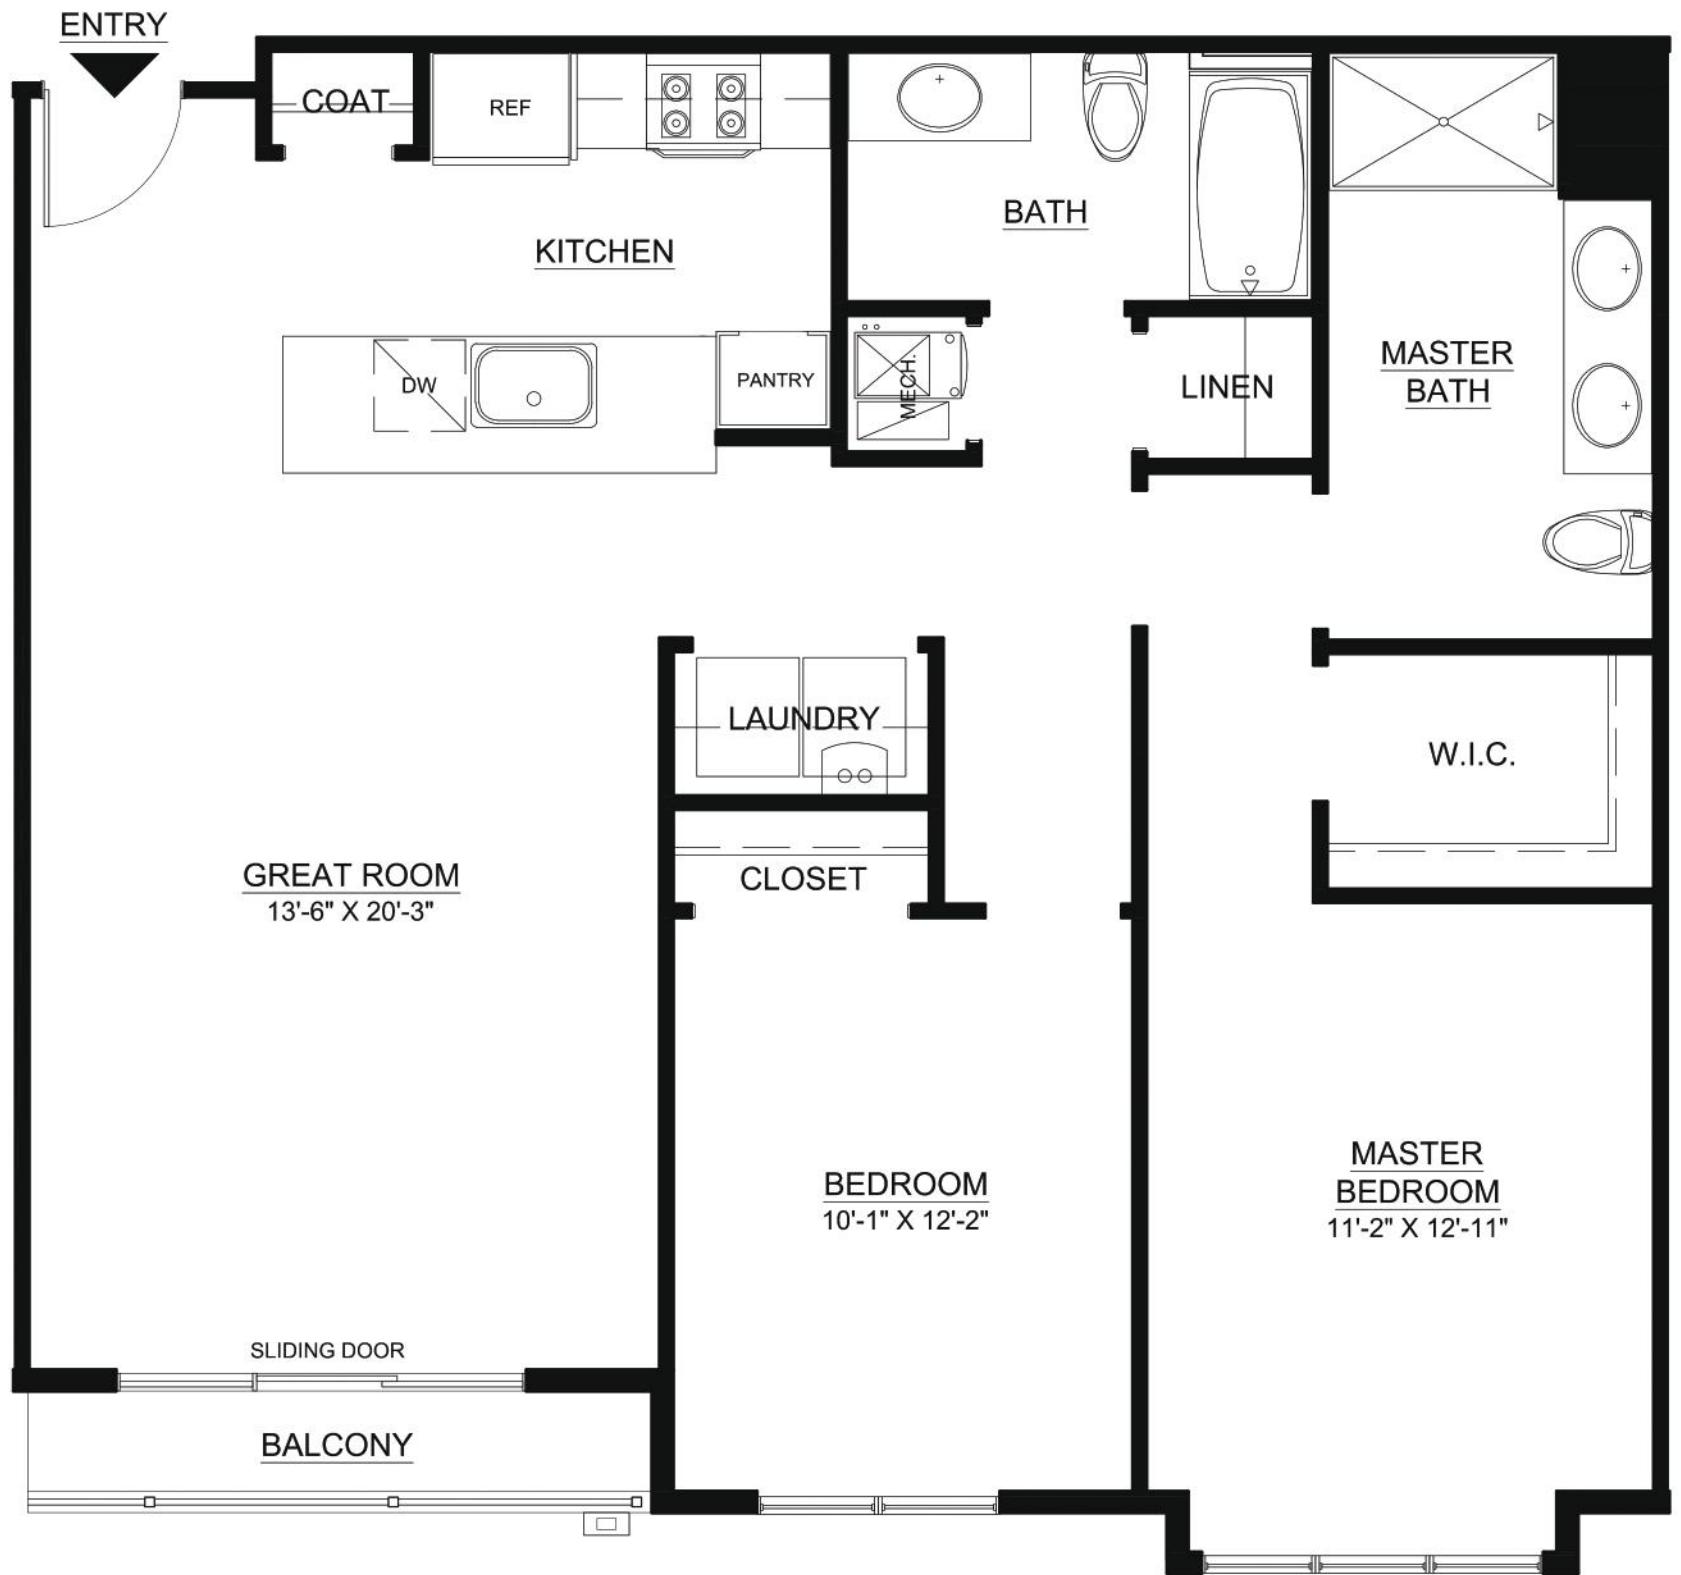 ENTRY
COAT
REF
KITCHEN
BATH
DW
PANTRY
MECH.
LINEN
MASTER
BATH
LAUNDRY
W.I.C.
CLOSET
GREAT ROOM
13'-6" X 20'-3"
BEDROOM
10'-1" X 12'-2"
MASTER
BEDROOM
11'-2" X 12'-11"
SLIDING DOOR
BALCONY